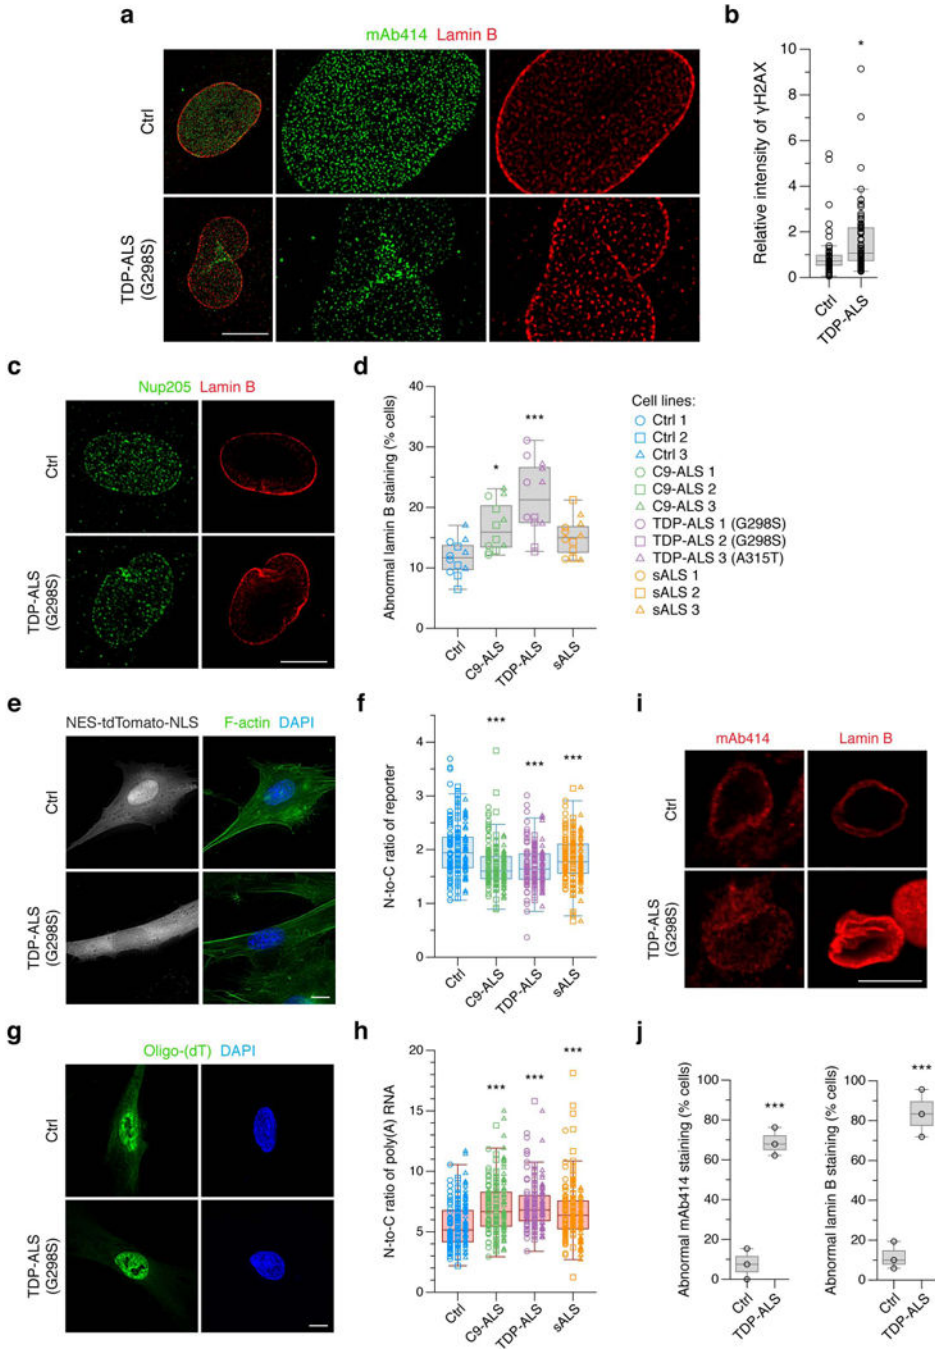 a
mAb414 Lamin B
Ctrl
TDP-ALS
(G298S)
b
Relative intensity of γH2AX
10
8
6
4
2
0
*
Ctrl
TDP-ALS
c
Nup205 Lamin B
Ctrl
TDP-ALS
(G298S)
d
Abnormal lamin B staining (% cells)
40
30
20
10
0
*
***
Ctrl
C9-ALS
TDP-ALS
sALS
Cell lines:
Ctrl 1
Ctrl 2
Ctrl 3
C9-ALS 1
C9-ALS 2
C9-ALS 3
TDP-ALS 1 (G298S)
TDP-ALS 2 (G298S)
TDP-ALS 3 (A315T)
sALS 1
sALS 2
sALS 3
e
NES-tdTomato-NLS F-actin DAPI
Ctrl
TDP-ALS
(G298S)
f
N-to-C ratio of reporter
4
3
2
1
0
***
***
***
Ctrl
C9-ALS
TDP-ALS
sALS
g
Oligo-(dT) DAPI
Ctrl
TDP-ALS
(G298S)
h
N-to-C ratio of poly(A) RNA
20
15
10
5
0
***
***
***
Ctrl
C9-ALS
TDP-ALS
sALS
i
mAb414 Lamin B
Ctrl
TDP-ALS
(G298S)
j
Abnormal mAb414 staining (% cells)
100
80
60
40
20
0
***
Ctrl
TDP-ALS
Abnormal lamin B staining (% cells)
100
80
60
40
20
0
***
Ctrl
TDP-ALS